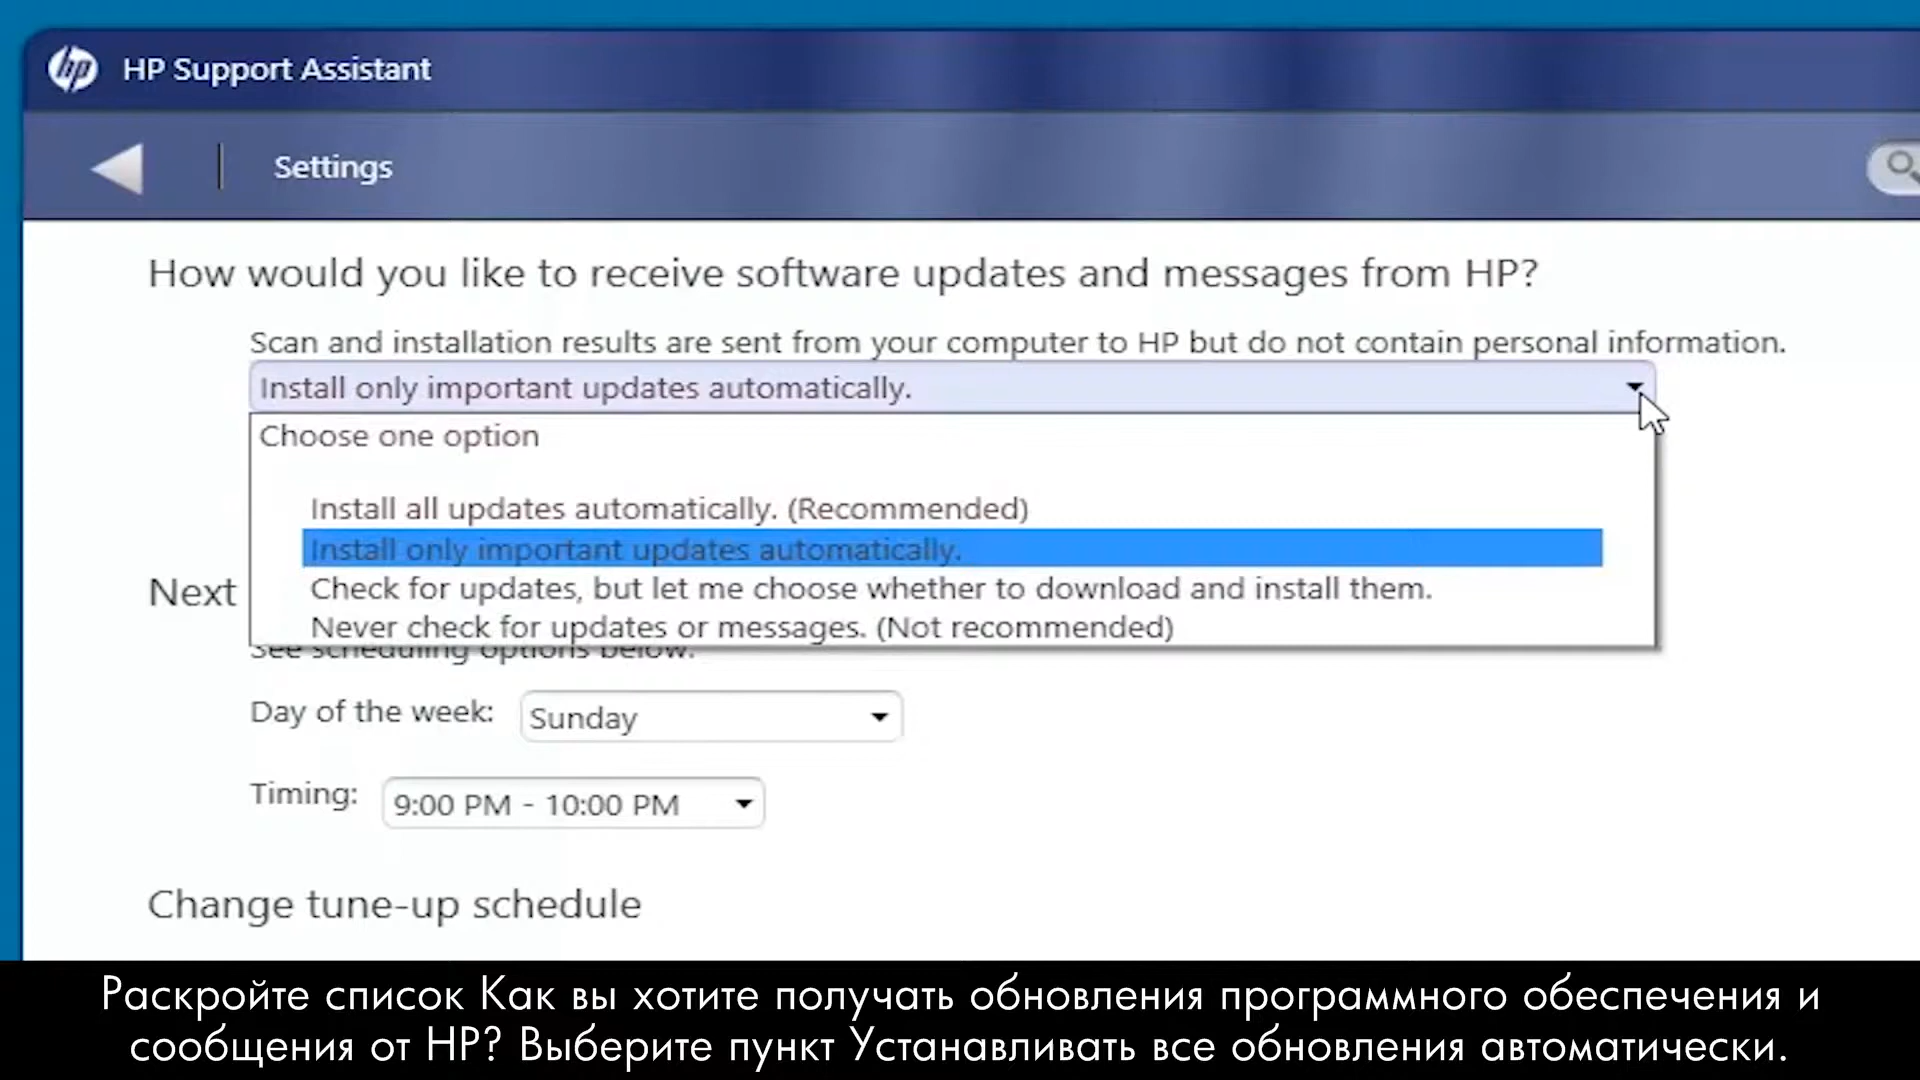 hp HP Support Assistant
Settings
How would you like to receive software updates and messages from HP?
Scan and installation results are sent from your computer to HP but do not contain personal information.
Install only important updates automatically.
Choose one option
Install all updates automatically. (Recommended)
Install only important updates automatically.
Check for updates, but let me choose whether to download and install them.
Never check for updates or messages. (Not recommended)
Next
See scheduling options below.
Day of the week: Sunday
Timing: 9:00 PM - 10:00 PM
Change tune-up schedule
Раскройте список Как вы хотите получать обновления программного обеспечения и
сообщения от HP? Выберите пункт Устанавливать все обновления автоматически.